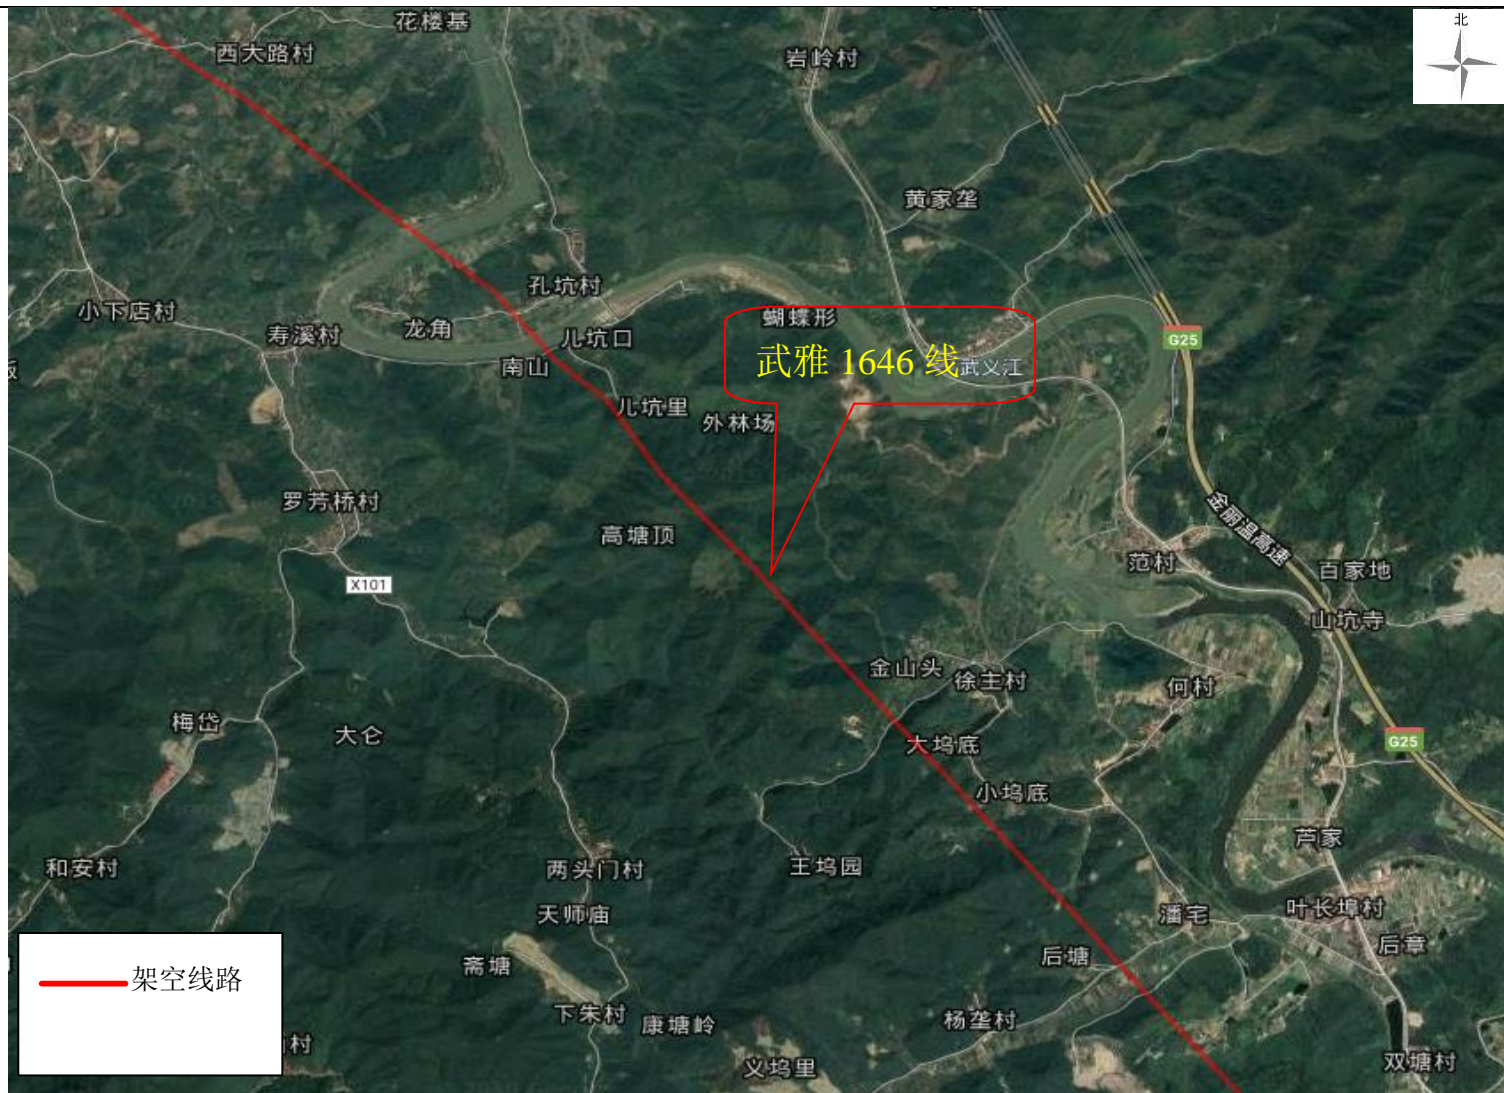 花楼基
北
西大路村
岩岭村
黄家垄
孔坑村
小下店村
寿溪村
龙角
儿坑口
蝴蝶形
G25
武雅 1646 线
武义江
南山
儿坑里
外林场
罗芳桥村
高塘顶
金丽温高速
X101
范村
百家地
山坑寺
金山头
徐主村
何村
梅岱
大仑
大坞底
G25
小坞底
和安村
两头门村
王坞园
芦家
天师庙
潘宅
叶长埠村
斋塘
后塘
后章
架空线路
下朱村
康塘岭
杨垄村
村
义坞里
双塘村